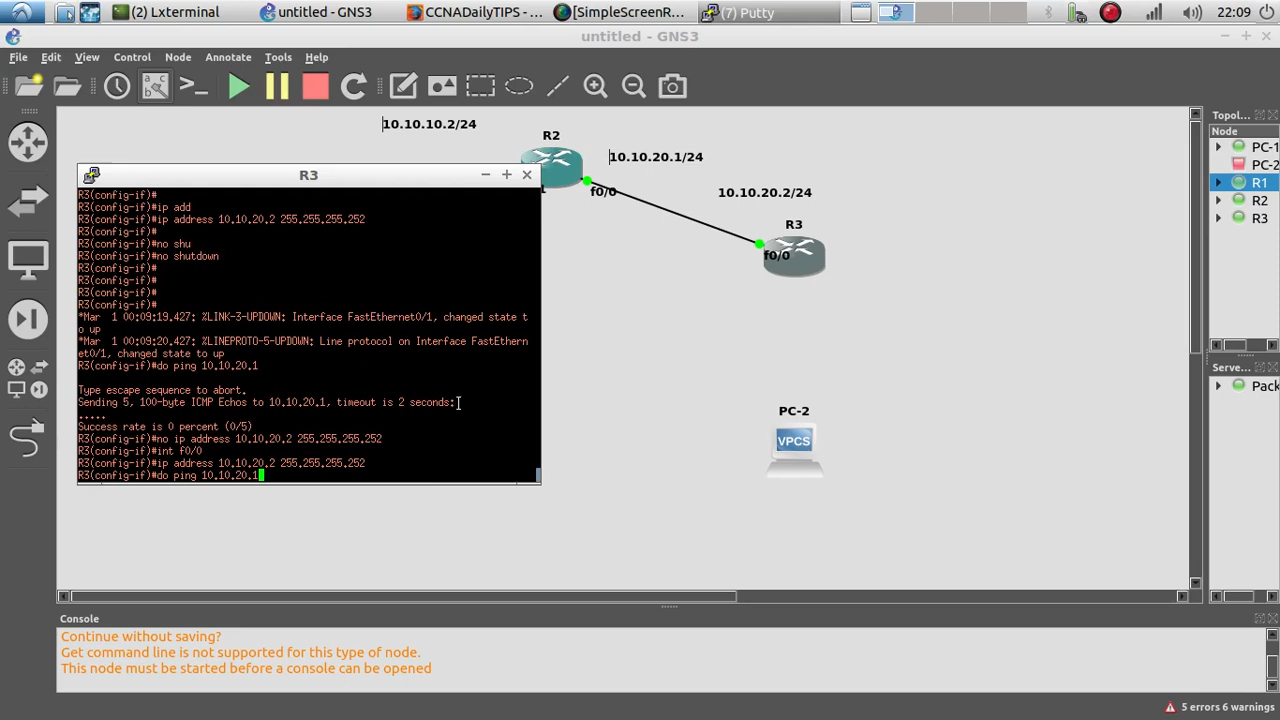 (2) Lxterminal
untitled - GNS3
CCNADailyTIPS - ...
[SimpleScreenR...
(7) Putty
22:09
untitled - GNS3
File Edit View Control Node Annotate Tools Help
10.10.10.2/24
R2
10.10.20.1/24
f0/0
10.10.20.2/24
R3
f0/0
PC-2
VPCS
R3
R3(config-if)#
R3(config-if)#ip add
R3(config-if)#ip address 10.10.20.2 255.255.255.252
R3(config-if)#
R3(config-if)#no shu
R3(config-if)#no shutdown
R3(config-if)#
R3(config-if)#
R3(config-if)#
R3(config-if)#
*Mar  1 00:09:19.427: %LINK-3-UPDOWN: Interface FastEthernet0/1, changed state t
o up
*Mar  1 00:09:20.427: %LINEPROTO-5-UPDOWN: Line protocol on Interface FastEthern
et0/1, changed state to up
R3(config-if)#do ping 10.10.20.1
Type escape sequence to abort.
Sending 5, 100-byte ICMP Echos to 10.10.20.1, timeout is 2 seconds:
.....
Success rate is 0 percent (0/5)
R3(config-if)#no ip address 10.10.20.2 255.255.255.252
R3(config-if)#int f0/0
R3(config-if)#ip address 10.10.20.2 255.255.255.252
R3(config-if)#do ping 10.10.20.1
Topol...
Node
PC-1
PC-2
R1
R2
R3
Serve...
Pack
Console
Continue without saving?
Get command line is not supported for this type of node.
This node must be started before a console can be opened
5 errors 6 warnings